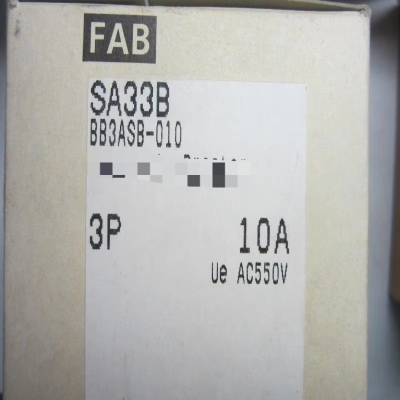 FAB
SA33B
BB3ASB-010
3P
10A
Ue AC550V